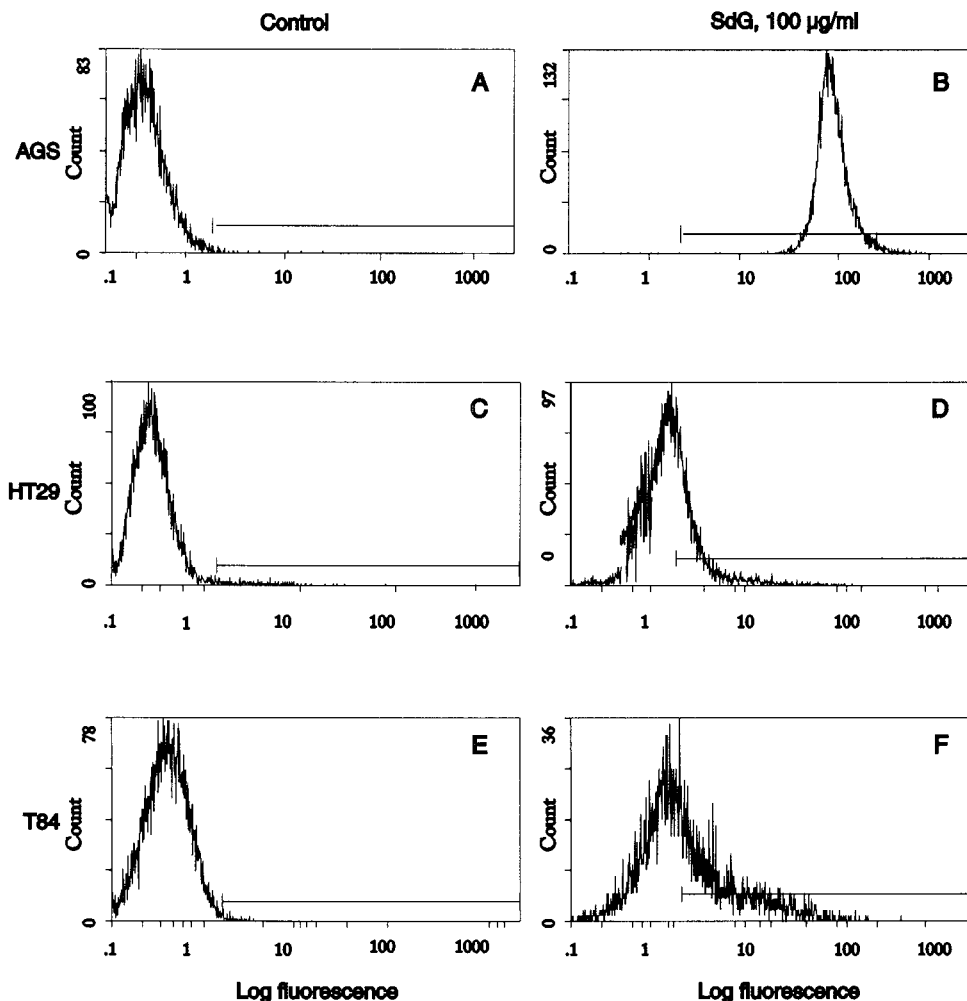 Control
SdG, 100 µg/ml
AGS
Count
83
0
A
.1 1 10 100 1000
Count
132
0
B
.1 1 10 100 1000
HT29
Count
100
0
C
.1 1 10 100 1000
Count
97
0
D
.1 1 10 100 1000
T84
Count
78
0
E
.1 1 10 100 1000
Count
36
0
F
.1 1 10 100 1000
Log fluorescence
Log fluorescence